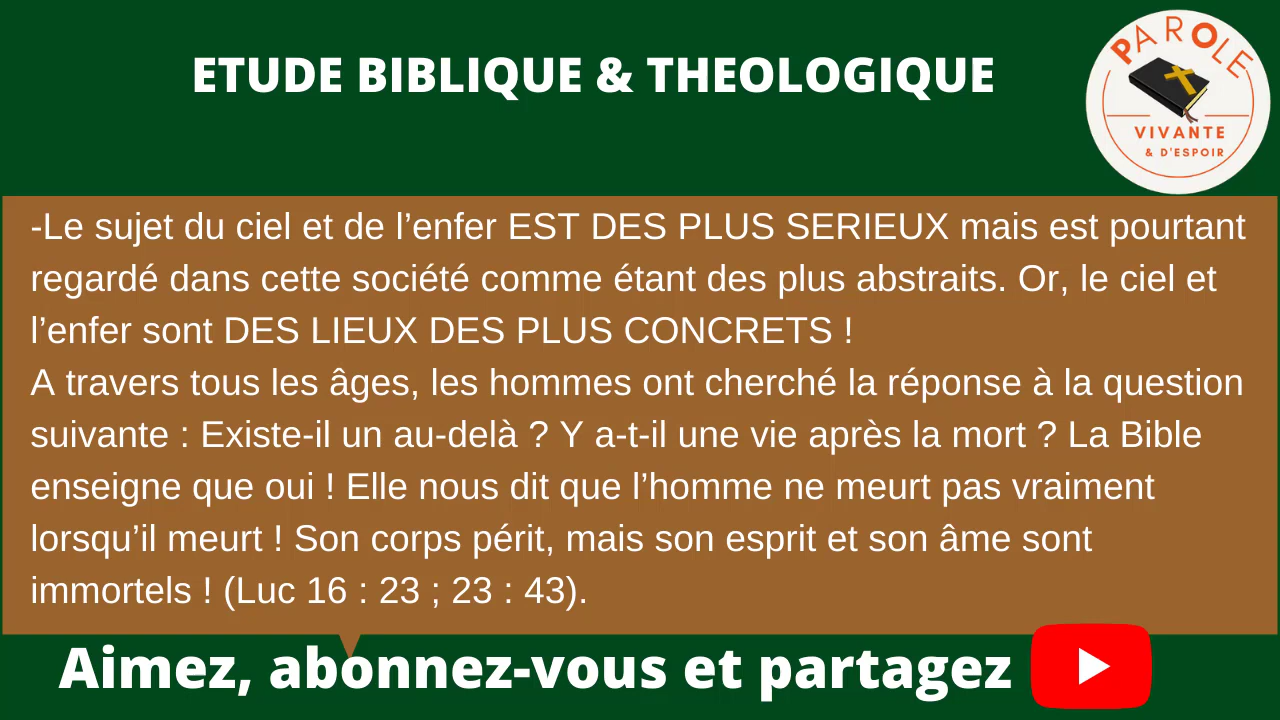 ETUDE BIBLIQUE & THEOLOGIQUE
PAROLE
VIVANTE
& D'ESPOIR
-Le sujet du ciel et de l’enfer EST DES PLUS SERIEUX mais est pourtant
regardé dans cette société comme étant des plus abstraits. Or, le ciel et
l’enfer sont DES LIEUX DES PLUS CONCRETS !
A travers tous les âges, les hommes ont cherché la réponse à la question
suivante : Existe-il un au-delà ? Y a-t-il une vie après la mort ? La Bible
enseigne que oui ! Elle nous dit que l’homme ne meurt pas vraiment
lorsqu’il meurt ! Son corps périt, mais son esprit et son âme sont
immortels ! (Luc 16 : 23 ; 23 : 43).
Aimez, abonnez-vous et partagez